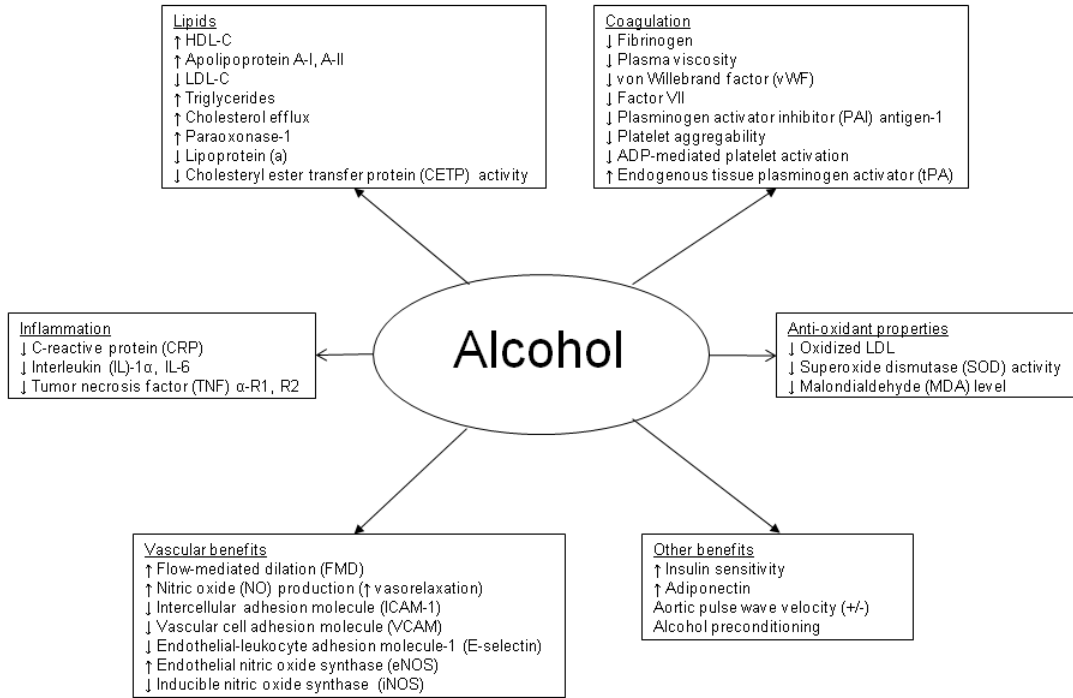 Lipids
↑ HDL-C
↑ Apolipoprotein A-I, A-II
↓ LDL-C
↑ Triglycerides
↑ Cholesterol efflux
↑ Paraoxonase-1
↓ Lipoprotein (a)
↓ Cholesteryl ester transfer protein (CETP) activity
Coagulation
↓ Fibrinogen
↓ Plasma viscosity
↓ von Willebrand factor (vWF)
↓ Factor VII
↓ Plasminogen activator inhibitor (PAI) antigen-1
↓ Platelet aggregability
↓ ADP-mediated platelet activation
↑ Endogenous tissue plasminogen activator (tPA)
Inflammation
↓ C-reactive protein (CRP)
↓ Interleukin (IL)-1α, IL-6
↓ Tumor necrosis factor (TNF) α-R1, R2
Alcohol
Anti-oxidant properties
↓ Oxidized LDL
↓ Superoxide dismutase (SOD) activity
↓ Malondialdehyde (MDA) level
Vascular benefits
↑ Flow-mediated dilation (FMD)
↑ Nitric oxide (NO) production (↑ vasorelaxation)
↓ Intercellular adhesion molecule (ICAM-1)
↓ Vascular cell adhesion molecule (VCAM)
↓ Endothelial-leukocyte adhesion molecule-1 (E-selectin)
↑ Endothelial nitric oxide synthase (eNOS)
↓ Inducible nitric oxide synthase (iNOS)
Other benefits
↑ Insulin sensitivity
↑ Adiponectin
Aortic pulse wave velocity (+/-)
Alcohol preconditioning